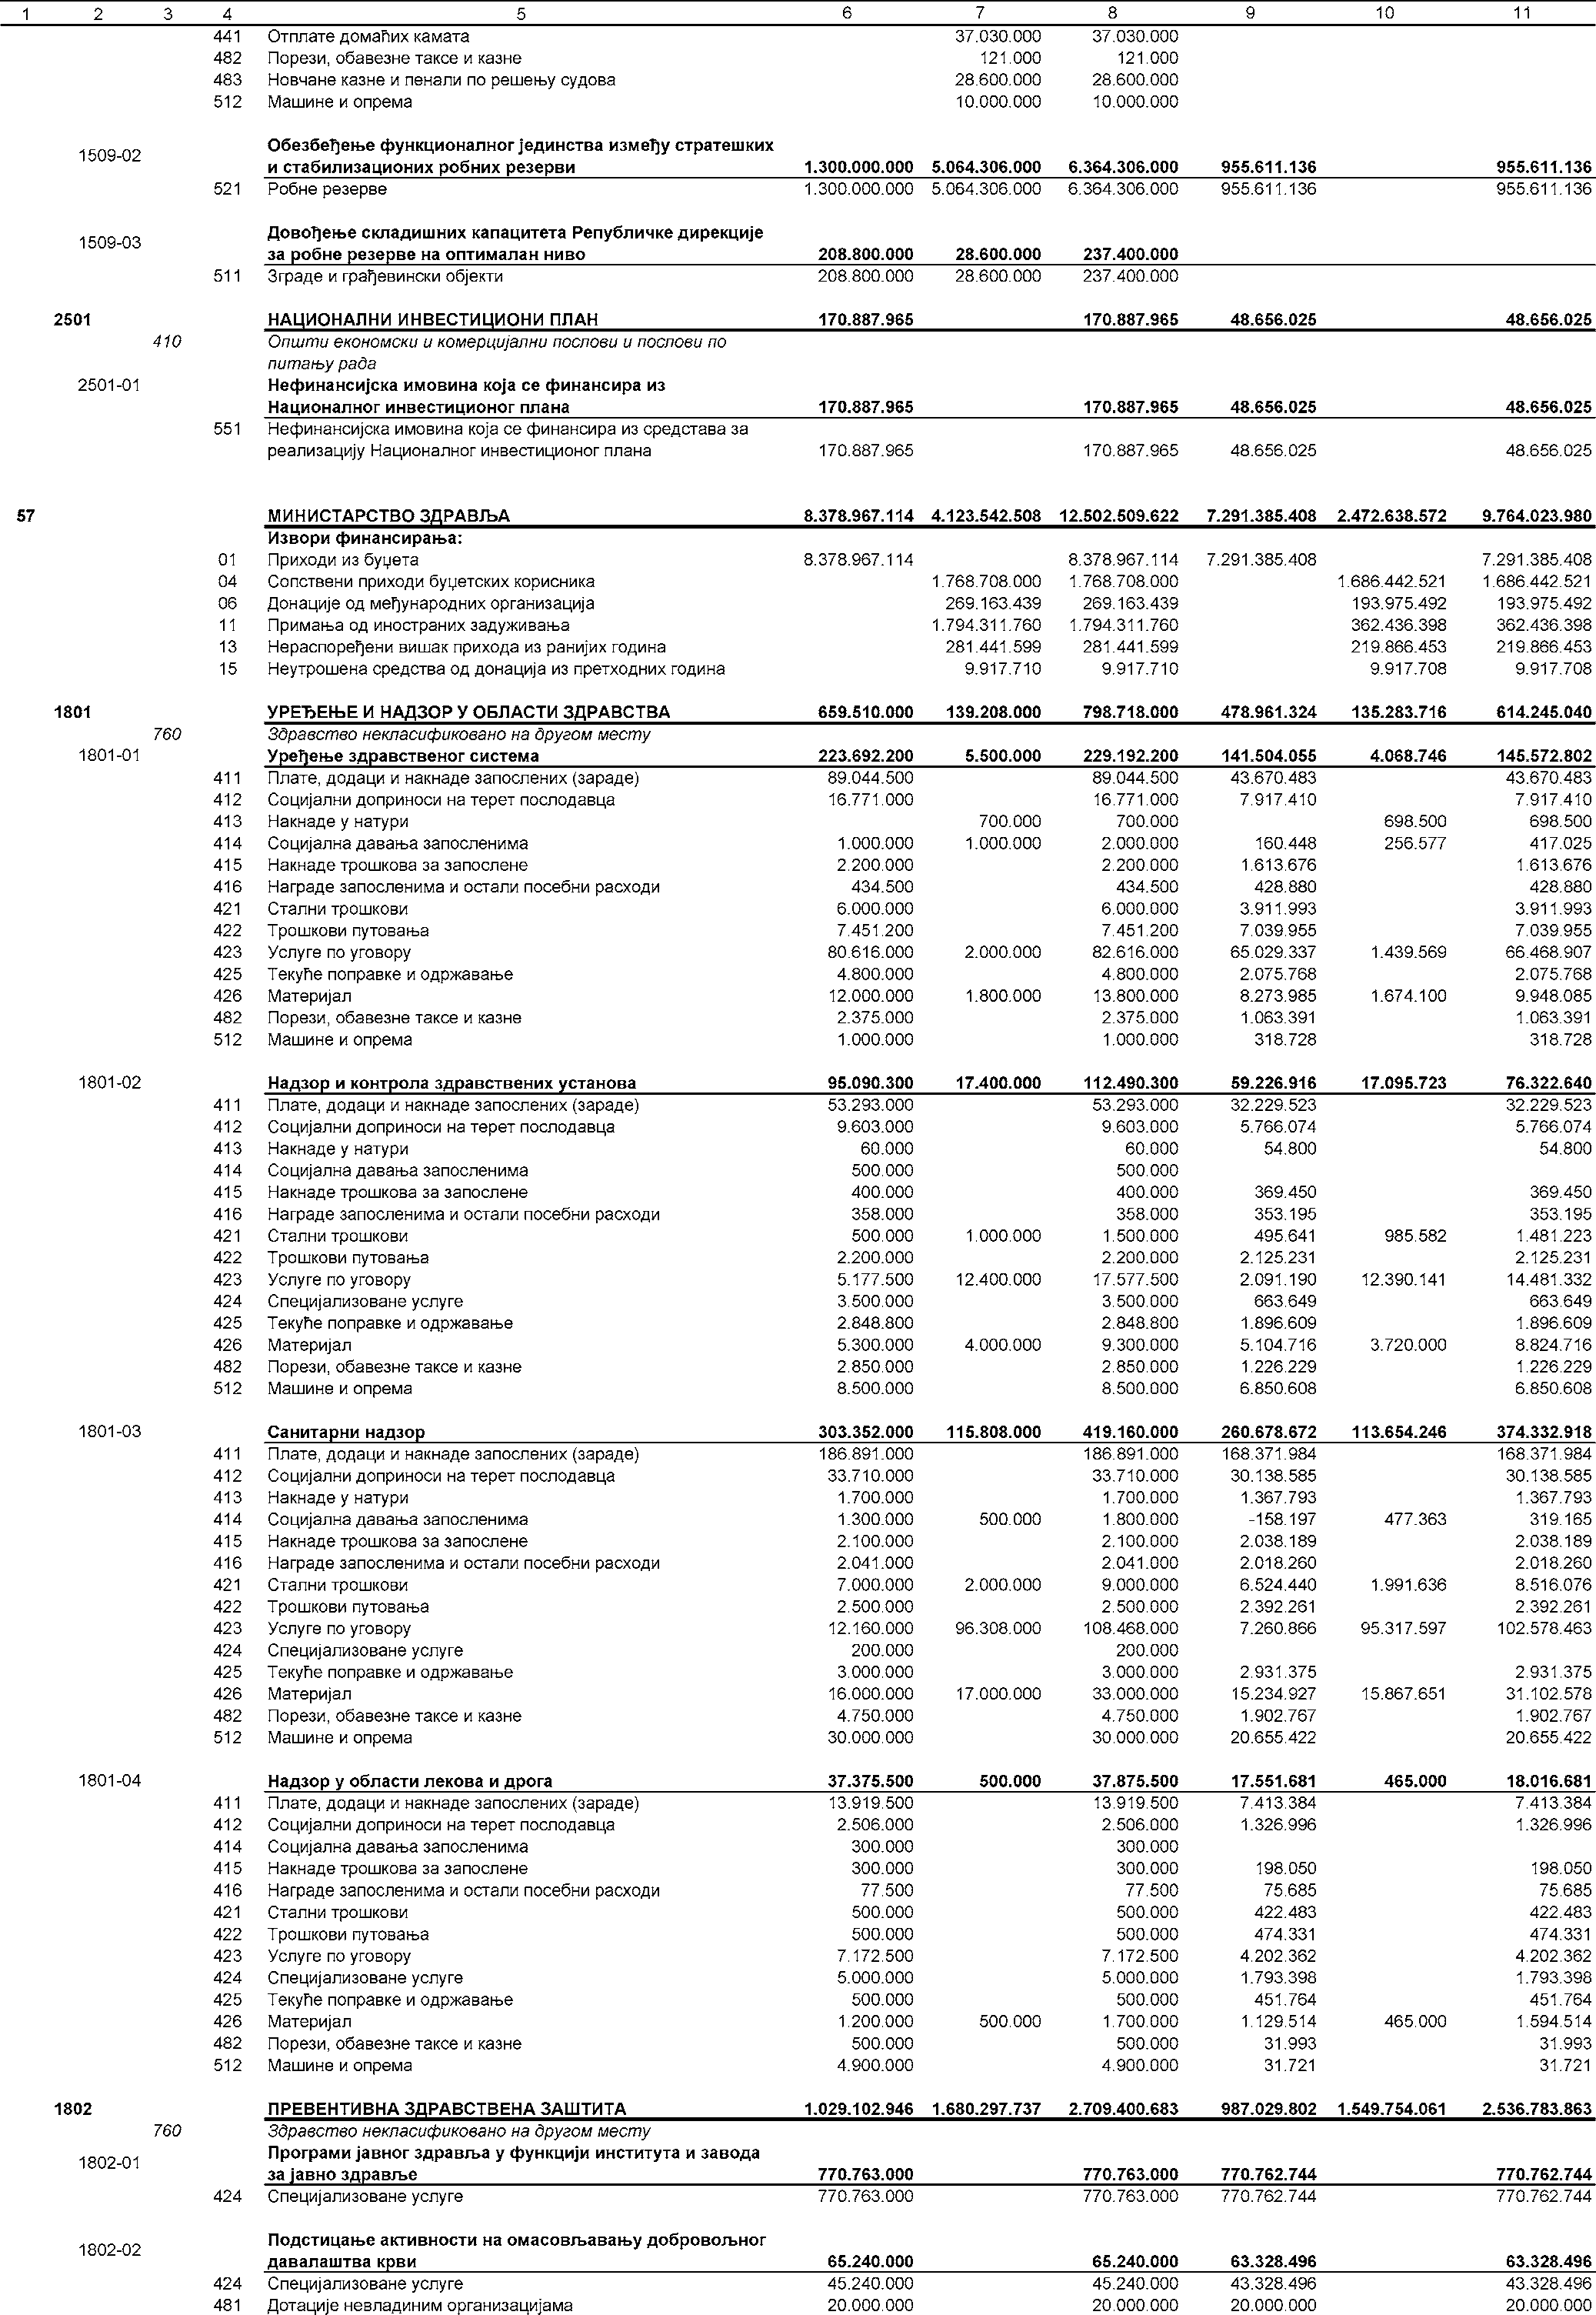 1 2 3 4 5 6 7 8 9 10 11
441 Отплате домаћих камата 37.030.000 37.030.000
482 Порези, обавезне таксе и казне 121.000 121.000
483 Новчане казне и пенали по решењу судова 28.600.000 28.600.000
512 Машине и опрема 10.000.000 10.000.000
1509-02 Обезбеђење функционалног јединства између стратешких
и стабилизационих робних резерви 1.300.000.000 5.064.306.000 6.364.306.000 955.611.136 955.611.136
521 Робне резерве 1.300.000.000 5.064.306.000 6.364.306.000 955.611.136 955.611.136
1509-03 Довођење складишних капацитета Републичке дирекције
за робне резерве на оптималан ниво 208.800.000 28.600.000 237.400.000
511 Зграде и грађевински објекти 208.800.000 28.600.000 237.400.000
2501 НАЦИОНАЛНИ ИНВЕСТИЦИОНИ ПЛАН 170.887.965 170.887.965 48.656.025 48.656.025
410 Општи економски и комерцијални послови и послови по
питању рада
2501-01 Нефинансијска имовина која се финансира из
Националног инвестиционог плана 170.887.965 170.887.965 48.656.025 48.656.025
551 Нефинансијска имовина која се финансира из средстава за
реализацију Националног инвестиционог плана 170.887.965 170.887.965 48.656.025 48.656.025
57 МИНИСТАРСТВО ЗДРАВЉА 8.378.967.114 4.123.542.508 12.502.509.622 7.291.385.408 2.472.638.572 9.764.023.980
Извори финансирања:
01 Приходи из буџета 8.378.967.114 8.378.967.114 7.291.385.408 7.291.385.408
04 Сопствени приходи буџетских корисника 1.768.708.000 1.768.708.000 1.686.442.521 1.686.442.521
06 Донације од међународних организација 269.163.439 269.163.439 193.975.492 193.975.492
11 Примања од иностраних задуживања 1.794.311.760 1.794.311.760 362.436.398 362.436.398
13 Нераспоређени вишак прихода из ранијих година 281.441.599 281.441.599 219.866.453 219.866.453
15 Неутрошена средства од донација из претходних година 9.917.710 9.917.710 9.917.708 9.917.708
1801 УРЕЂЕЊЕ И НАДЗОР У ОБЛАСТИ ЗДРАВСТВА 659.510.000 139.208.000 798.718.000 478.961.324 135.283.716 614.245.040
760 Здравство некласификовано на другом месту
1801-01 Уређење здравственог система 223.692.200 5.500.000 229.192.200 141.504.055 4.068.746 145.572.802
411 Плате, додаци и накнаде запослених (зараде) 89.044.500 89.044.500 43.670.483 43.670.483
412 Социјални доприноси на терет послодавца 16.771.000 16.771.000 7.917.410 7.917.410
413 Накнаде у натури 700.000 700.000 698.500 698.500
414 Социјална давања запосленима 1.000.000 1.000.000 2.000.000 160.448 256.577 417.025
415 Накнаде трошкова за запослене 2.200.000 2.200.000 1.613.676 1.613.676
416 Награде запосленима и остали посебни расходи 434.500 434.500 428.880 428.880
421 Стални трошкови 6.000.000 6.000.000 3.911.993 3.911.993
422 Трошкови путовања 7.451.200 7.451.200 7.039.955 7.039.955
423 Услуге по уговору 80.616.000 2.000.000 82.616.000 65.029.337 1.439.569 66.468.907
425 Текуће поправке и одржавање 4.800.000 4.800.000 2.075.768 2.075.768
426 Материјал 12.000.000 1.800.000 13.800.000 8.273.985 1.674.100 9.948.085
482 Порези, обавезне таксе и казне 2.375.000 2.375.000 1.063.391 1.063.391
512 Машине и опрема 1.000.000 1.000.000 318.728 318.728
1801-02 Надзор и контрола здравствених установа 95.090.300 17.400.000 112.490.300 59.226.916 17.095.723 76.322.640
411 Плате, додаци и накнаде запослених (зараде) 53.293.000 53.293.000 32.229.523 32.229.523
412 Социјални доприноси на терет послодавца 9.603.000 9.603.000 5.766.074 5.766.074
413 Накнаде у натури 60.000 60.000 54.800 54.800
414 Социјална давања запосленима 500.000 500.000
415 Накнаде трошкова за запослене 400.000 400.000 369.450 369.450
416 Награде запосленима и остали посебни расходи 358.000 358.000 353.195 353.195
421 Стални трошкови 500.000 1.000.000 1.500.000 495.641 985.582 1.481.223
422 Трошкови путовања 2.200.000 2.200.000 2.125.231 2.125.231
423 Услуге по уговору 5.177.500 12.400.000 17.577.500 2.091.190 12.390.141 14.481.332
424 Специјализоване услуге 3.500.000 3.500.000 663.649 663.649
425 Текуће поправке и одржавање 2.848.800 2.848.800 1.896.609 1.896.609
426 Материјал 5.300.000 4.000.000 9.300.000 5.104.716 3.720.000 8.824.716
482 Порези, обавезне таксе и казне 2.850.000 2.850.000 1.226.229 1.226.229
512 Машине и опрема 8.500.000 8.500.000 6.850.608 6.850.608
1801-03 Санитарни надзор 303.352.000 115.808.000 419.160.000 260.678.672 113.654.246 374.332.918
411 Плате, додаци и накнаде запослених (зараде) 186.891.000 186.891.000 168.371.984 168.371.984
412 Социјални доприноси на терет послодавца 33.710.000 33.710.000 30.138.585 30.138.585
413 Накнаде у натури 1.700.000 1.700.000 1.367.793 1.367.793
414 Социјална давања запосленима 1.300.000 500.000 1.800.000 -158.197 477.363 319.165
415 Накнаде трошкова за запослене 2.100.000 2.100.000 2.038.189 2.038.189
416 Награде запосленима и остали посебни расходи 2.041.000 2.041.000 2.018.260 2.018.260
421 Стални трошкови 7.000.000 2.000.000 9.000.000 6.524.440 1.991.636 8.516.076
422 Трошкови путовања 2.500.000 2.500.000 2.392.261 2.392.261
423 Услуге по уговору 12.160.000 96.308.000 108.468.000 7.260.866 95.317.597 102.578.463
424 Специјализоване услуге 200.000 200.000
425 Текуће поправке и одржавање 3.000.000 3.000.000 2.931.375 2.931.375
426 Материјал 16.000.000 17.000.000 33.000.000 15.234.927 15.867.651 31.102.578
482 Порези, обавезне таксе и казне 4.750.000 4.750.000 1.902.767 1.902.767
512 Машине и опрема 30.000.000 30.000.000 20.655.422 20.655.422
1801-04 Надзор у области лекова и дрога 37.375.500 500.000 37.875.500 17.551.681 465.000 18.016.681
411 Плате, додаци и накнаде запослених (зараде) 13.919.500 13.919.500 7.413.384 7.413.384
412 Социјални доприноси на терет послодавца 2.506.000 2.506.000 1.326.996 1.326.996
414 Социјална давања запосленима 300.000 300.000
415 Накнаде трошкова за запослене 300.000 300.000 198.050 198.050
416 Награде запосленима и остали посебни расходи 77.500 77.500 75.685 75.685
421 Стални трошкови 500.000 500.000 422.483 422.483
422 Трошкови путовања 500.000 500.000 474.331 474.331
423 Услуге по уговору 7.172.500 7.172.500 4.202.362 4.202.362
424 Специјализоване услуге 5.000.000 5.000.000 1.793.398 1.793.398
425 Текуће поправке и одржавање 500.000 500.000 451.764 451.764
426 Материјал 1.200.000 500.000 1.700.000 1.129.514 465.000 1.594.514
482 Порези, обавезне таксе и казне 500.000 500.000 31.993 31.993
512 Машине и опрема 4.900.000 4.900.000 31.721 31.721
1802 ПРЕВЕНТИВНА ЗДРАВСТВЕНА ЗАШТИТА 1.029.102.946 1.680.297.737 2.709.400.683 987.029.802 1.549.754.061 2.536.783.863
760 Здравство некласификовано на другом месту
1802-01 Програми јавног здравља у функцији института и завода
за јавно здравље 770.763.000 770.763.000 770.762.744 770.762.744
424 Специјализоване услуге 770.763.000 770.763.000 770.762.744 770.762.744
1802-02 Подстицање активности на омасовљавању добровољног
давалаштва крви 65.240.000 65.240.000 63.328.496 63.328.496
424 Специјализоване услуге 45.240.000 45.240.000 43.328.496 43.328.496
481 Дотације невладиним организацијама 20.000.000 20.000.000 20.000.000 20.000.000